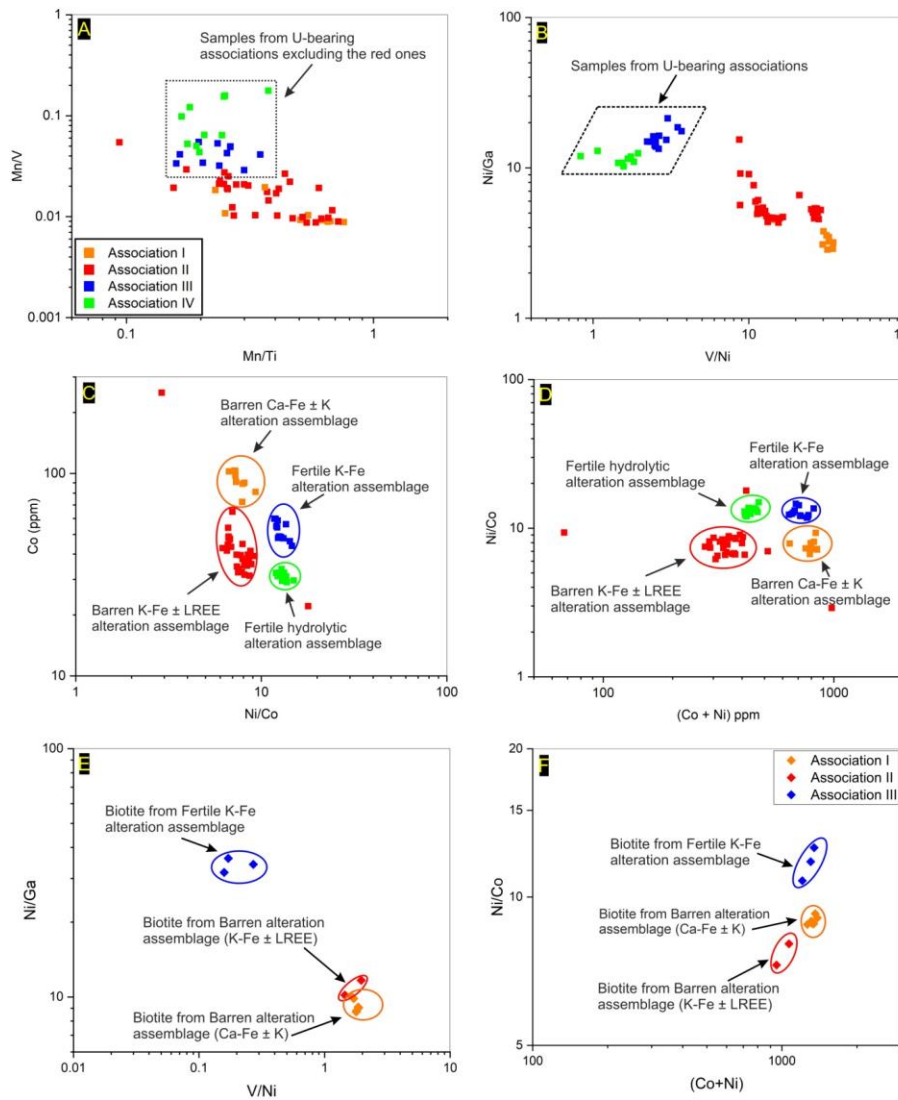 A
1
0.1
0.01
0.001
Mn/V
Samples from U-bearing
associations excluding the red ones
Association I
Association II
Association III
Association IV
0.1
1
Mn/Ti
B
100
10
1
Ni/Ga
Samples from U-bearing associations
1
10
V/Ni
C
100
10
Co (ppm)
Barren Ca-Fe ± K
alteration assemblage
Fertile K-Fe
alteration assemblage
Barren K-Fe ± LREE
alteration assemblage
Fertile hydrolytic
alteration assemblage
1
10
100
Ni/Co
D
100
10
1
Ni/Co
Fertile K-Fe
alteration assemblage
Fertile hydrolytic
alteration assemblage
Barren K-Fe ± LREE
alteration assemblage
Barren Ca-Fe ± K
alteration assemblage
100
1000
(Co + Ni) ppm
E
100
10
Ni/Ga
Biotite from Fertile K-Fe
alteration assemblage
Biotite from Barren alteration
assemblage (K-Fe ± LREE)
Biotite from Barren alteration
assemblage (Ca-Fe ± K)
0.01
0.1
1
10
V/Ni
F
20
15
10
5
Ni/Co
Association I
Association II
Association III
Biotite from Fertile K-Fe
alteration assemblage
Biotite from Barren alteration
assemblage (Ca-Fe ± K)
Biotite from Barren alteration
assemblage (K-Fe ± LREE)
100
1000
(Co+Ni)